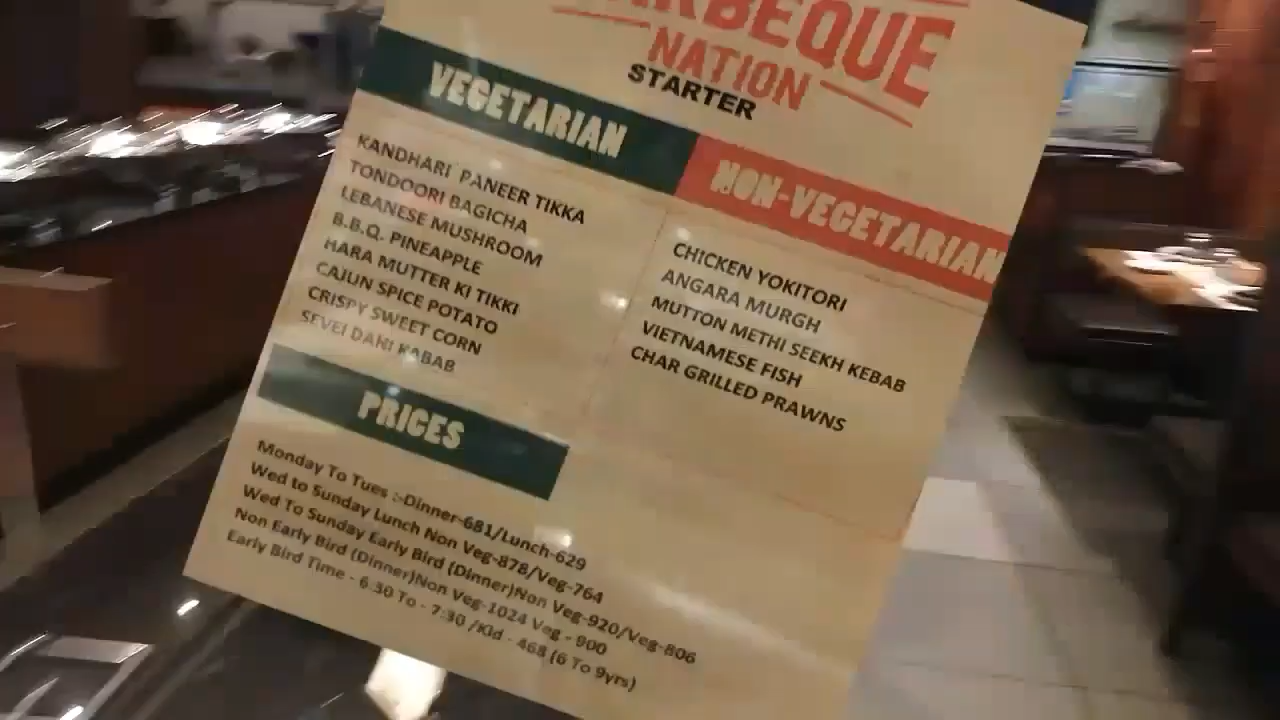 BARBEQUE
NATION
STARTER
VEGETARIAN
KANDHARI PANEER TIKKA
TONDOORI BAGICHA
LEBANESE MUSHROOM
B.B.Q. PINEAPPLE
HARA MUTTER KI TIKKI
CAJUN SPICE POTATO
CRISPY SWEET CORN
SEVEI DAHI KABAB
NON-VEGETARIAN
CHICKEN YOKITORI
ANGARA MURGH
MUTTON METHI SEEKH KEBAB
VIETNAMESE FISH
CHAR GRILLED PRAWNS
PRICES
Monday To Tues :-Dinner-681/Lunch-629
Wed to Sunday Lunch Non Veg-878/Veg-764
Wed To Sunday Early Bird (Dinner)Non Veg-920/Veg-806
Non Early Bird (Dinner)Non Veg-1024 Veg - 900
Early Bird Time - 6.30 To - 7:30 /Kid - 468 (6 To 9yrs)